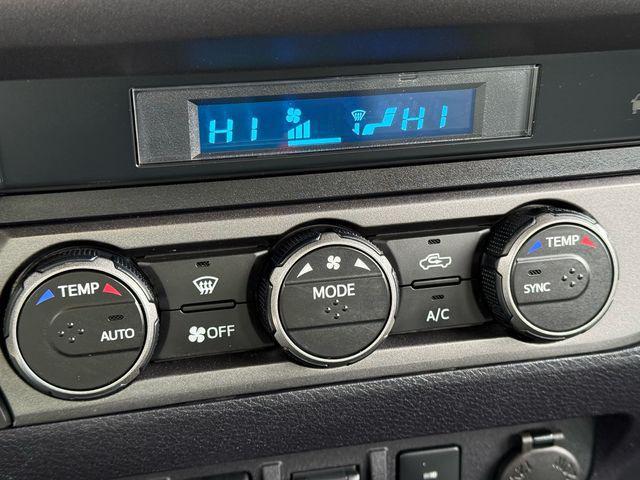 HI HI
TEMP
AUTO
OFF
MODE
A/C
TEMP
SYNC